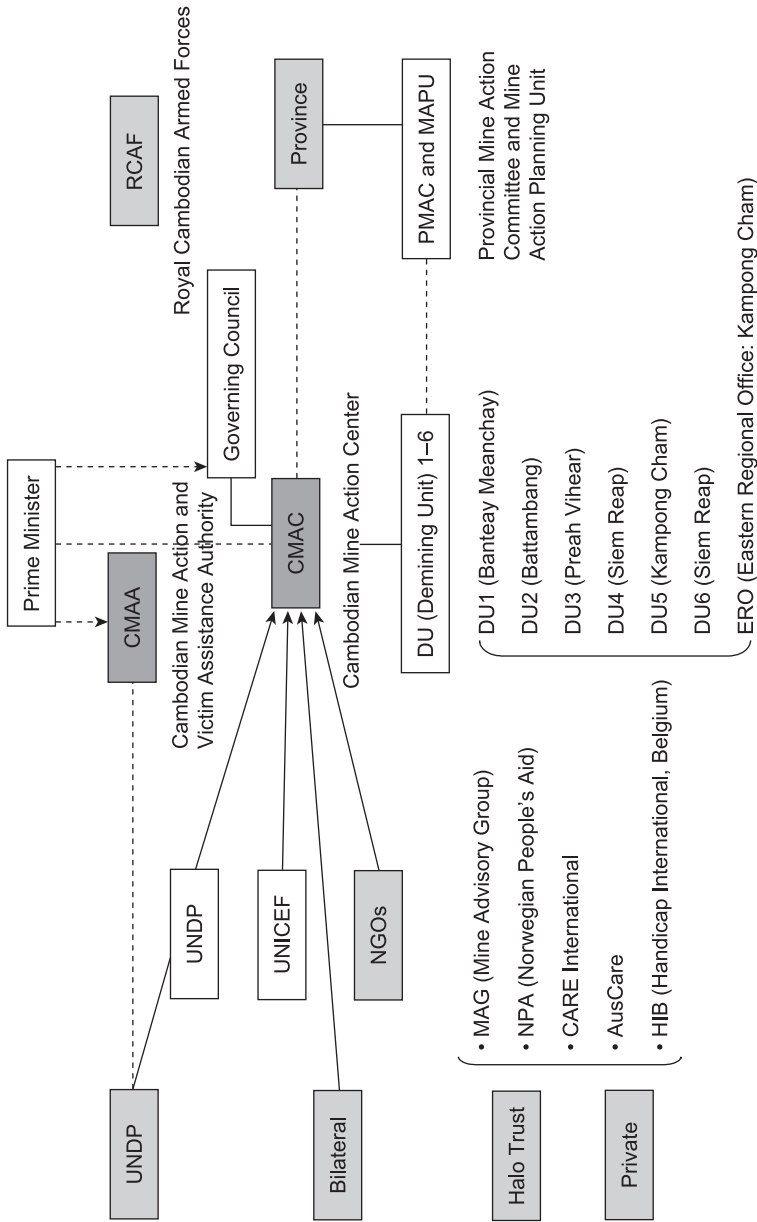 Prime Minister
CMAA
Cambodian Mine Action and
Victim Assistance Authority
Governing Council
RCAF
Royal Cambodian Armed Forces
UNDP
UNDP
UNICEF
Bilateral
NGOs
CMAC
Cambodian Mine Action Center
Province
DU (Demining Unit) 1–6
PMAC and MAPU
Provincial Mine Action
Committee and Mine
Action Planning Unit
Halo Trust
Private
• MAG (Mine Advisory Group)
• NPA (Norwegian People's Aid)
• CARE International
• AusCare
• HIB (Handicap International, Belgium)
DU1 (Banteay Meanchay)
DU2 (Battambang)
DU3 (Preah Vihear)
DU4 (Siem Reap)
DU5 (Kampong Cham)
DU6 (Siem Reap)
ERO (Eastern Regional Office: Kampong Cham)